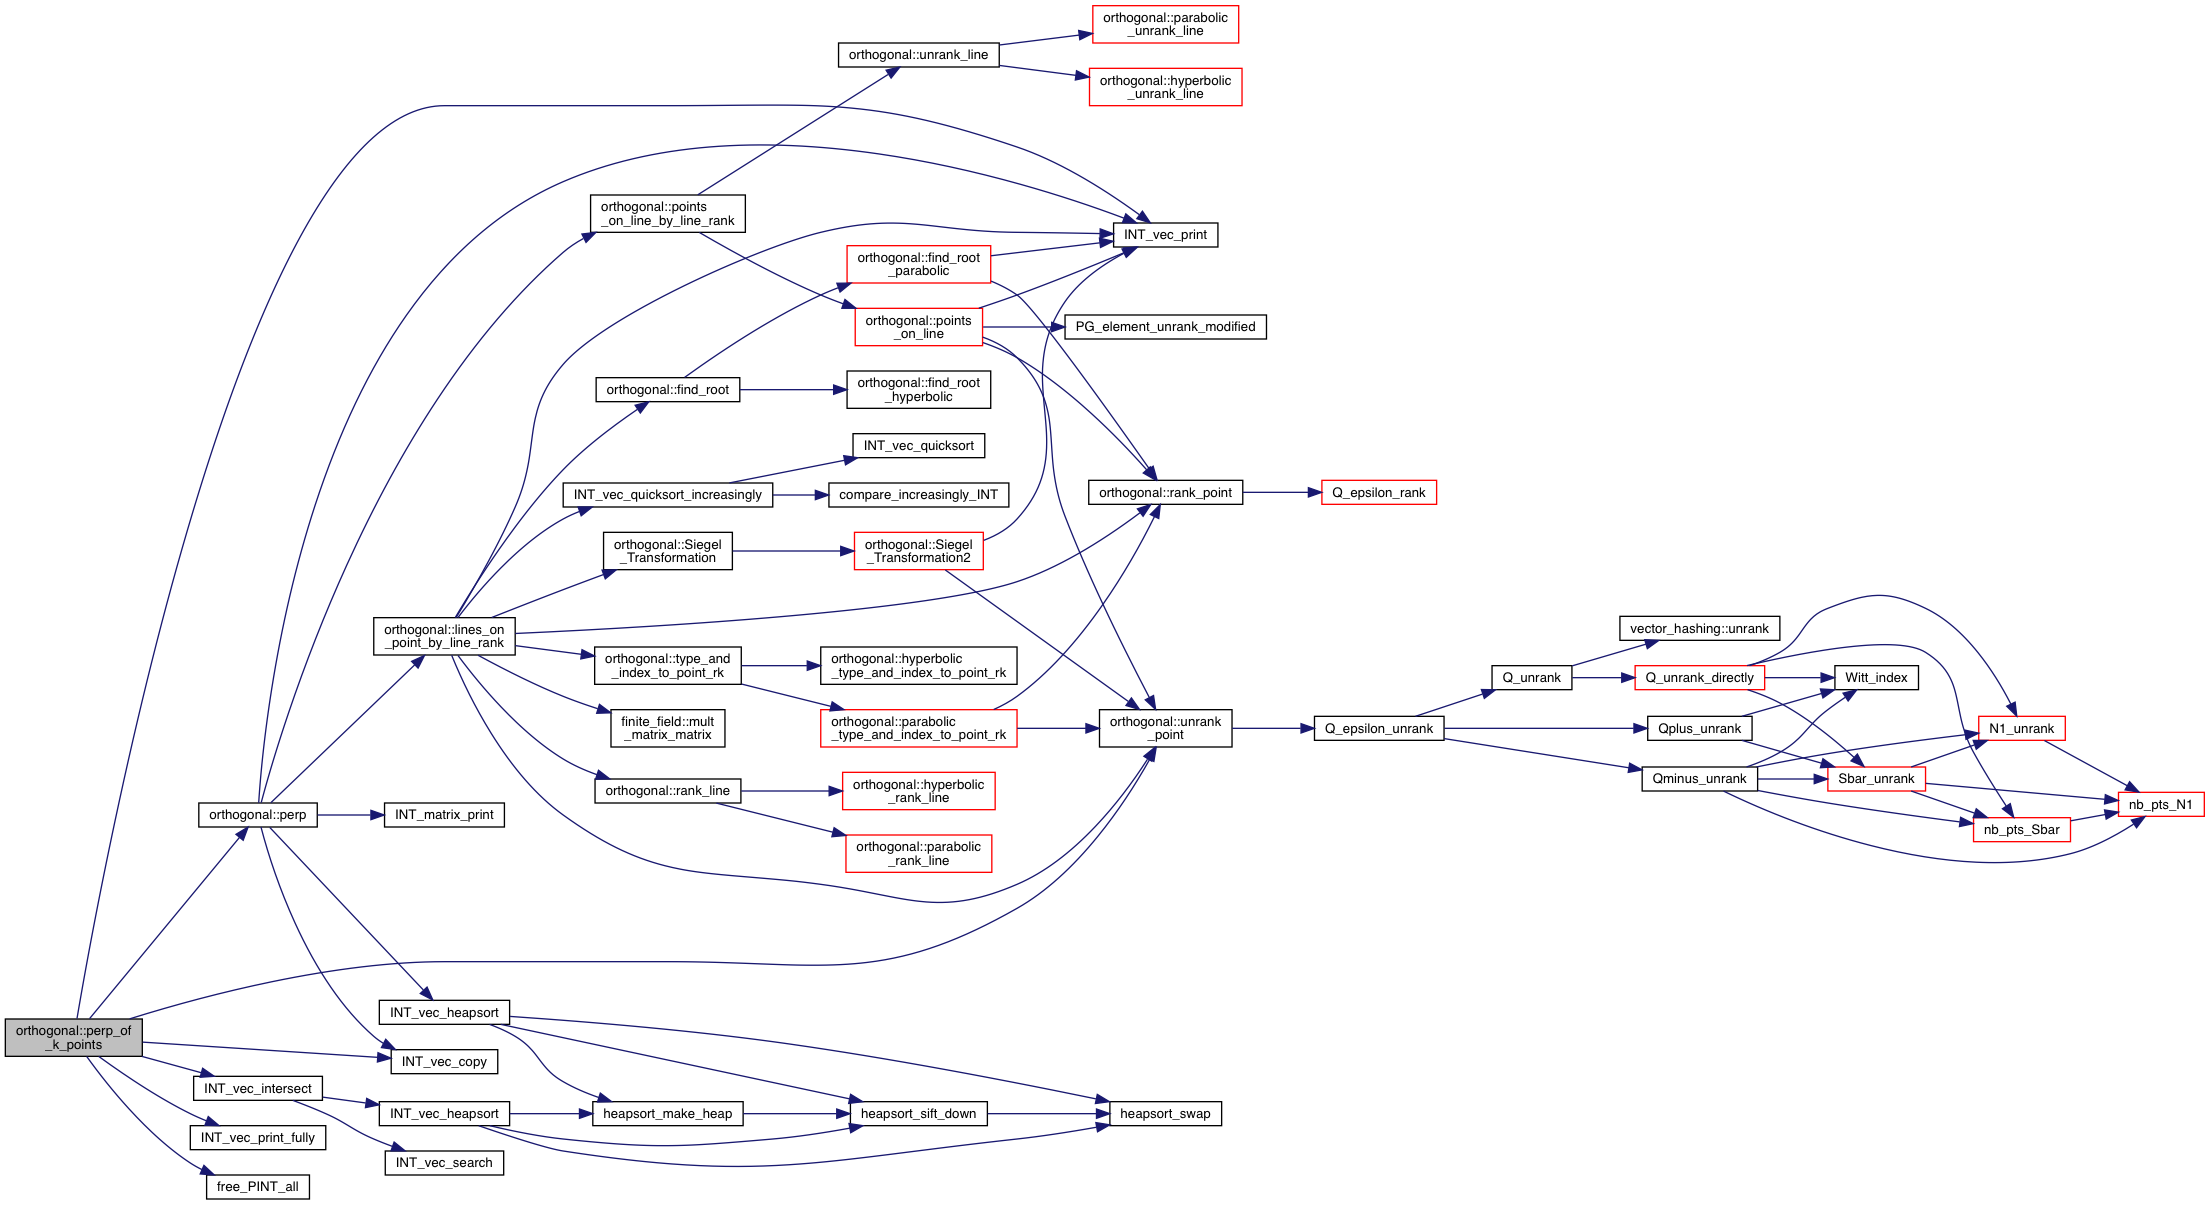 orthogonal::parabolic
_unrank_line
orthogonal::unrank_line
orthogonal::hyperbolic
_unrank_line
orthogonal::points
_on_line_by_line_rank
INT_vec_print
orthogonal::find_root
_parabolic
orthogonal::points
_on_line
PG_element_unrank_modified
orthogonal::find_root
orthogonal::find_root
_hyperbolic
INT_vec_quicksort
INT_vec_quicksort_increasingly
compare_increasingly_INT
orthogonal::rank_point
Q_epsilon_rank
orthogonal::Siegel
_Transformation
orthogonal::Siegel
_Transformation2
orthogonal::lines_on
_point_by_line_rank
vector_hashing::unrank
orthogonal::type_and
_index_to_point_rk
orthogonal::hyperbolic
_type_and_index_to_point_rk
Q_unrank
Q_unrank_directly
Witt_index
finite_field::mult
_matrix_matrix
orthogonal::parabolic
_type_and_index_to_point_rk
orthogonal::unrank
_point
Q_epsilon_unrank
Qplus_unrank
N1_unrank
orthogonal::rank_line
orthogonal::hyperbolic
_rank_line
Qminus_unrank
Sbar_unrank
nb_pts_N1
orthogonal::perp
INT_matrix_print
nb_pts_Sbar
orthogonal::parabolic
_rank_line
INT_vec_heapsort
orthogonal::perp_of
_k_points
INT_vec_copy
INT_vec_intersect
INT_vec_heapsort
heapsort_make_heap
heapsort_sift_down
heapsort_swap
INT_vec_print_fully
INT_vec_search
free_PINT_all